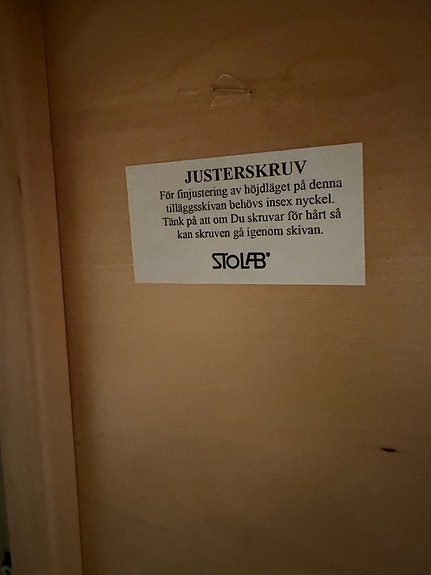 JUSTERSKRUV
För finjustering av höjdläget på denna
tilläggsskivan behövs insex nyckel.
Tänk på att om Du skruvar för hårt så
kan skruven gå igenom skivan.
STOLAB®